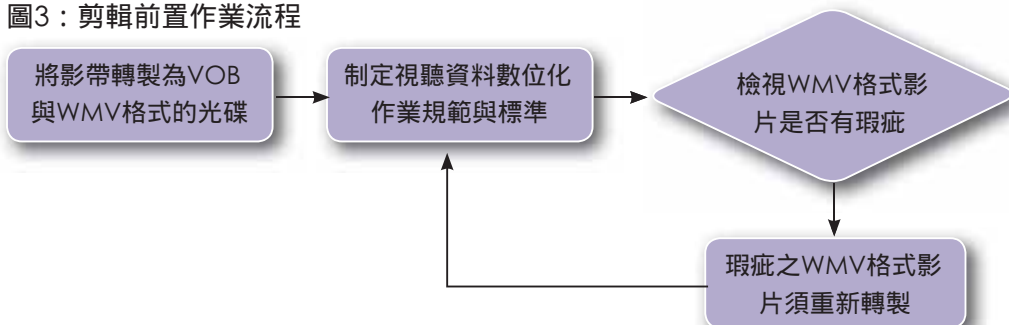 圖3：剪輯前置作業流程
將影帶轉製為VOB
與WMV格式的光碟
制定視聽資料數位化
作業規範與標準
檢視WMV格式影
片是否有瑕疵
瑕疵之WMV格式影
片須重新轉製